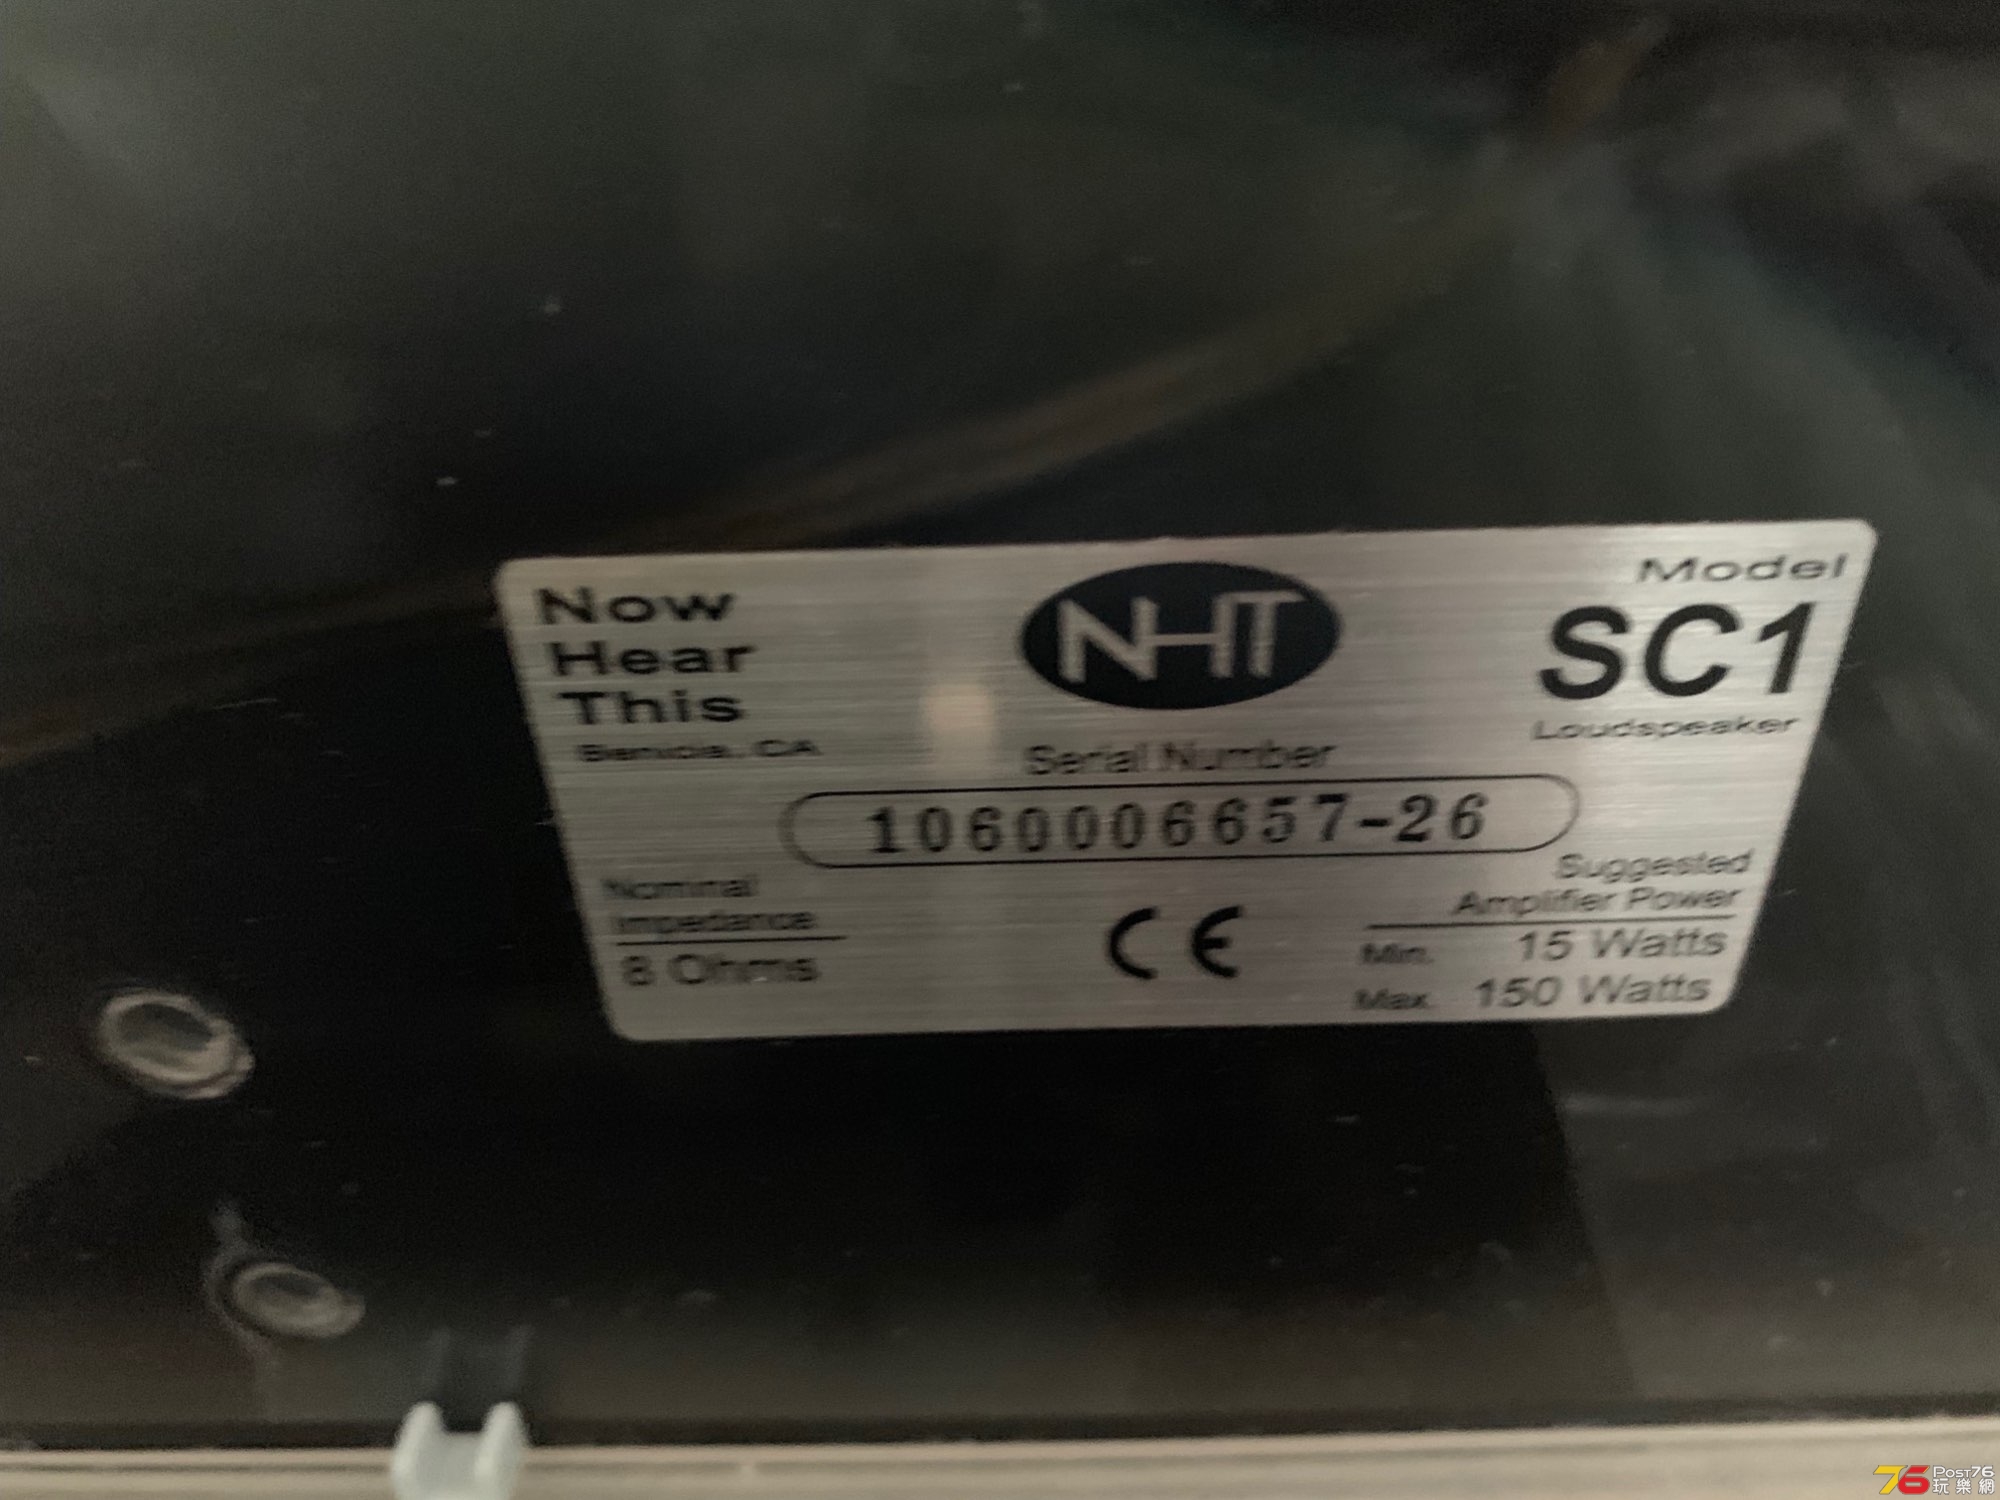 Now
Hear
This
Benicia, CA
NHT
Model
SC1
Loudspeaker
Serial Number
1060006657-26
Nominal
Impedance
8 Ohms
CE
Suggested
Amplifier Power
Min. 15 Watts
Max. 150 Watts
76 POST76
玩樂網